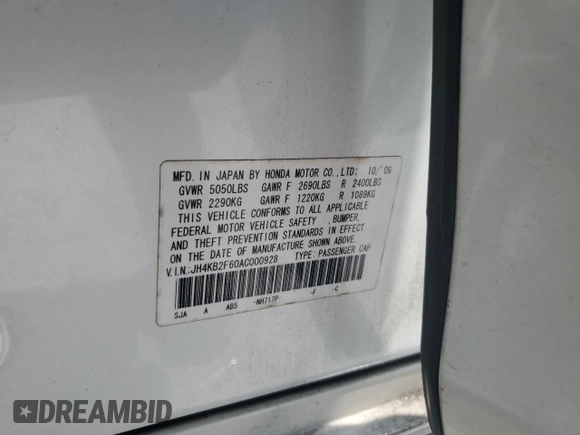 MFD. IN JAPAN BY HONDA MOTOR CO.,LTD: 10/09
GVWR 5050LBS GAWR F 2690LBS R 2400LBS
GVWR 2290KG GAWR F 1220KG R 1089KG
THIS VEHICLE CONFORMS TO ALL APPLICABLE
FEDERAL MOTOR VEHICLE SAFETY ,BUMPER,
AND THEFT PREVENTION STANDARDS IN EFFECT
ON THE DATE OF MANUFACTURE SHOWN ABOVE.
V.I.N.:JH4KB2F60AC000928 TYPE: PASSENGER CAR
SJA A AB5 -NH717P -F -C
DREAMBID